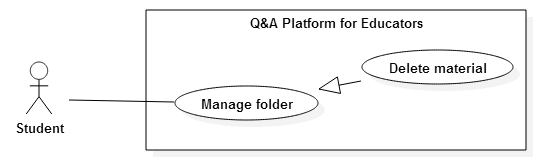 Q&A Platform for Educators
Delete material
Manage folder
Student